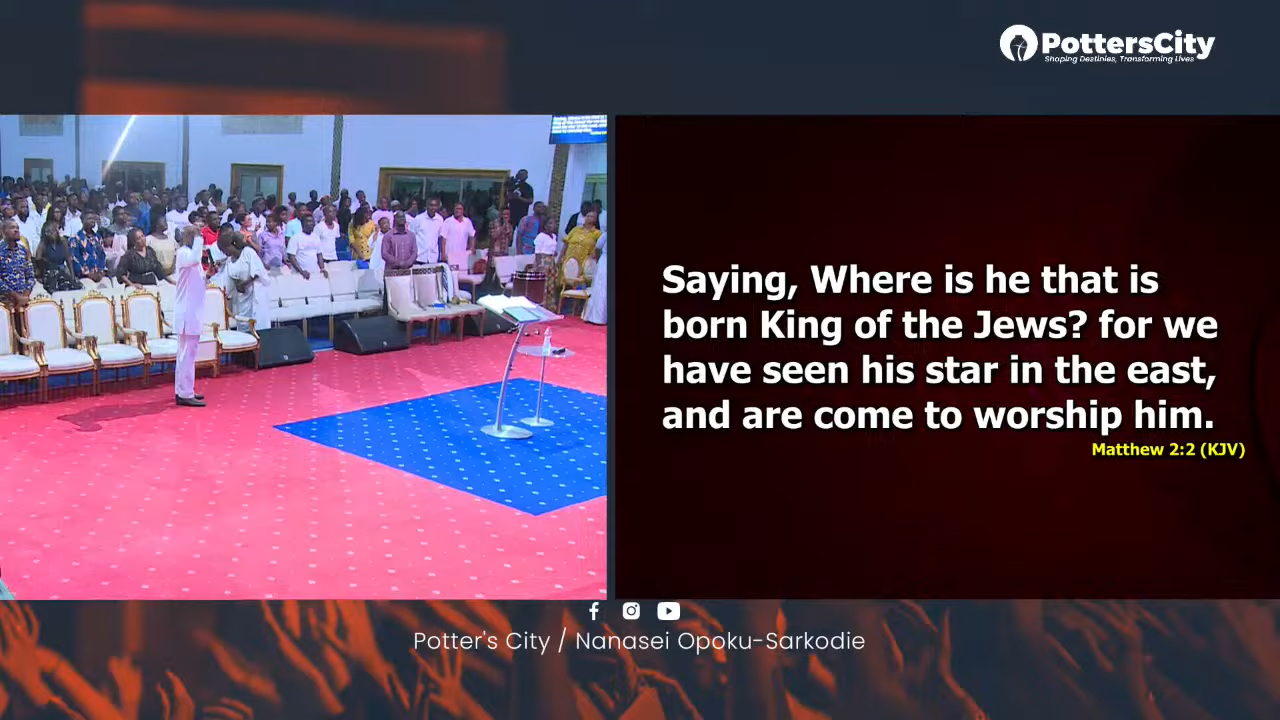 PottersCity
Shaping Destinies, Transforming Lives
Saying, Where is he that is
born King of the Jews? for we
have seen his star in the east,
and are come to worship him.
Matthew 2:2 (KJV)
Potter's City / Nanasei Opoku-Sarkodie